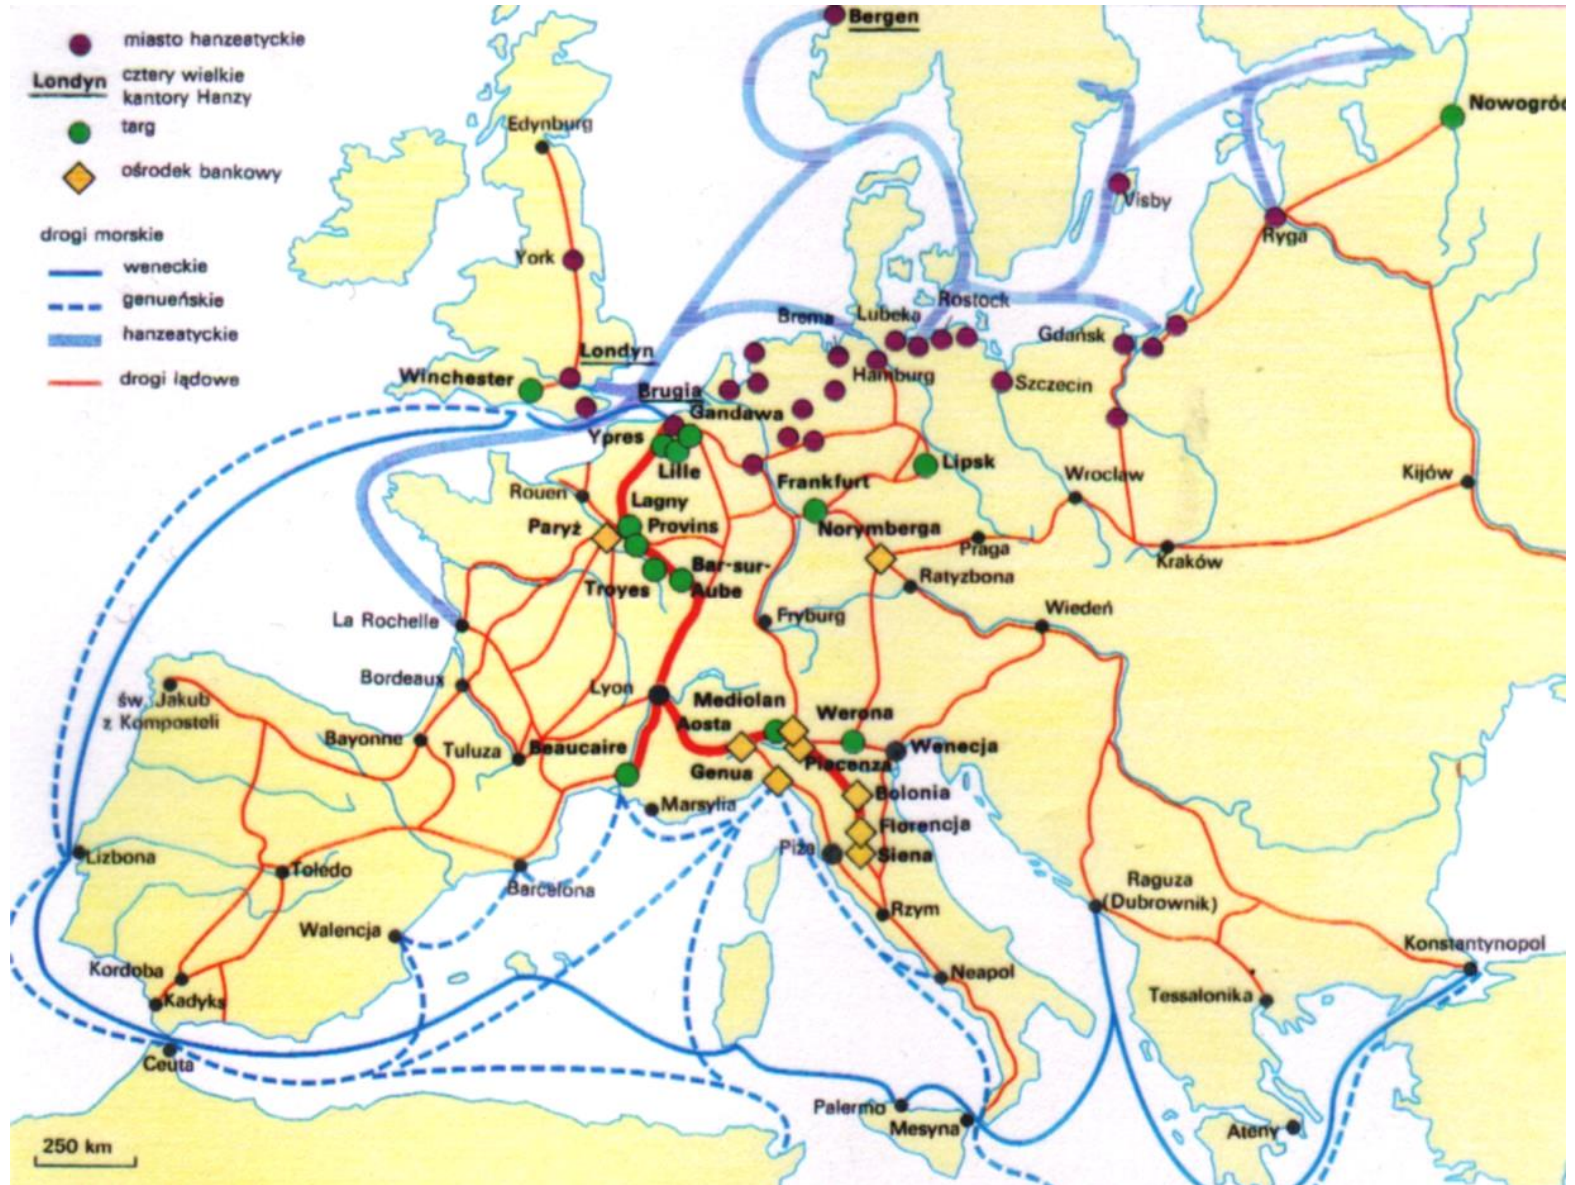 miasto hanzeatyckie
Londyn
cztery wielkie
kantory Hanzy
targ
ośrodek bankowy
drogi morskie
weneckie
genueńskie
hanzeatyckie
drogi lądowe
Bergen
Edynburg
Nowogród
Visby
Ryga
York
Brema
Lubeka
Rostock
Gdańsk
Londyn
Winchester
Brugia
Hamburg
Szczecin
Gandawa
Ypres
Lille
Lipsk
Wrocław
Kijów
Frankfurt
Rouen
Lagny
Paryż
Provins
Norymberga
Praga
Kraków
Bar-sur-
Aube
Troyes
Ratyzbona
Wiedeń
La Rochelle
Fryburg
Bordeaux
Lyon
św. Jakub
z Komposteli
Mediolan
Aosta
Werona
Bayonne
Tuluza
Beaucaire
Wenecja
Genua
Piacenza
Bolonia
Marsylia
Florencja
Piza
Siena
Lizbona
Toledo
Barcelona
Raguza
(Dubrownik)
Rzym
Walencja
Konstantynopol
Kordoba
Neapol
Kadyks
Tessalonika
Ceuta
Palermo
Mesyna
Ateny
250 km